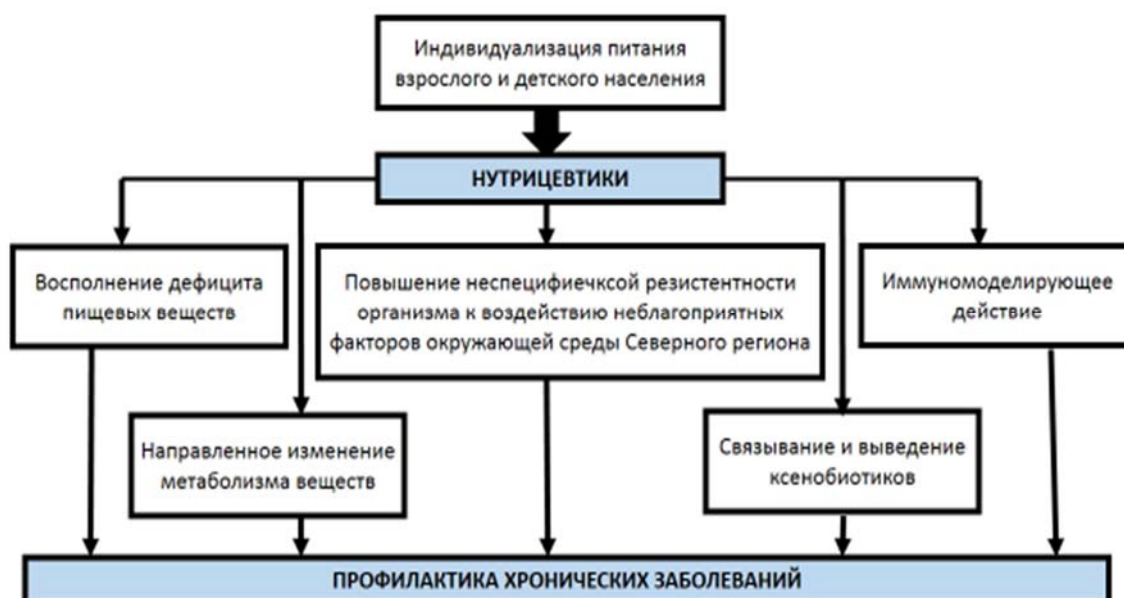 Индивидуализация питания
взрослого и детского населения
НУТРИЦЕВТИКИ
Восполнение дефицита
пищевых веществ
Повышение неспецифиечксой резистентности
организма к воздействию неблагоприятных
факторов окружающей среды Северного региона
Иммуномоделирующее
действие
Направленное изменение
метаболизма веществ
Связывание и выведение
ксенобиотиков
ПРОФИЛАКТИКА ХРОНИЧЕСКИХ ЗАБОЛЕВАНИЙ